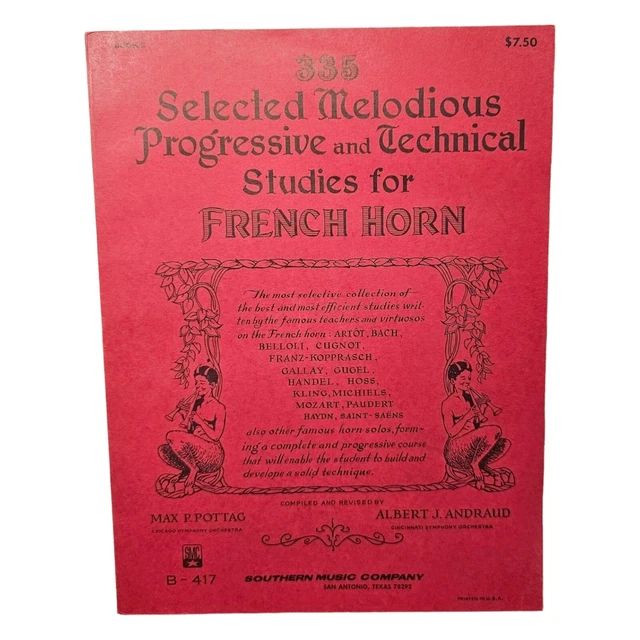 $7.50
335
Selected Melodious
Progressive and Technical
Studies for
FRENCH HORN
The most selective collection of
the best and most efficient studies writ-
ten by the famous teachers and virtuosos
on the French horn: ARTÔT, BACH,
BELLOLI, CUGNOT,
FRANZ-KOPPRASCH,
GALLAY, GUGEL,
HANDEL, HOSS,
KLING, MICHIELS,
MOZART, PAUDERT
HAYDN, SAINT-SAËNS
also other famous horn solos, form-
ing a complete and progressive course
that will enable the student to build and
develope a solid technique.
COMPILED AND REVISED BY
MAX P. POTTAG
CHICAGO SYMPHONY ORCHESTRA
ALBERT J. ANDRAUD
CINCINNATI SYMPHONY ORCHESTRA
SMC
B-417
SOUTHERN MUSIC COMPANY
SAN ANTONIO, TEXAS 78292
PRINTED IN U.S.A.